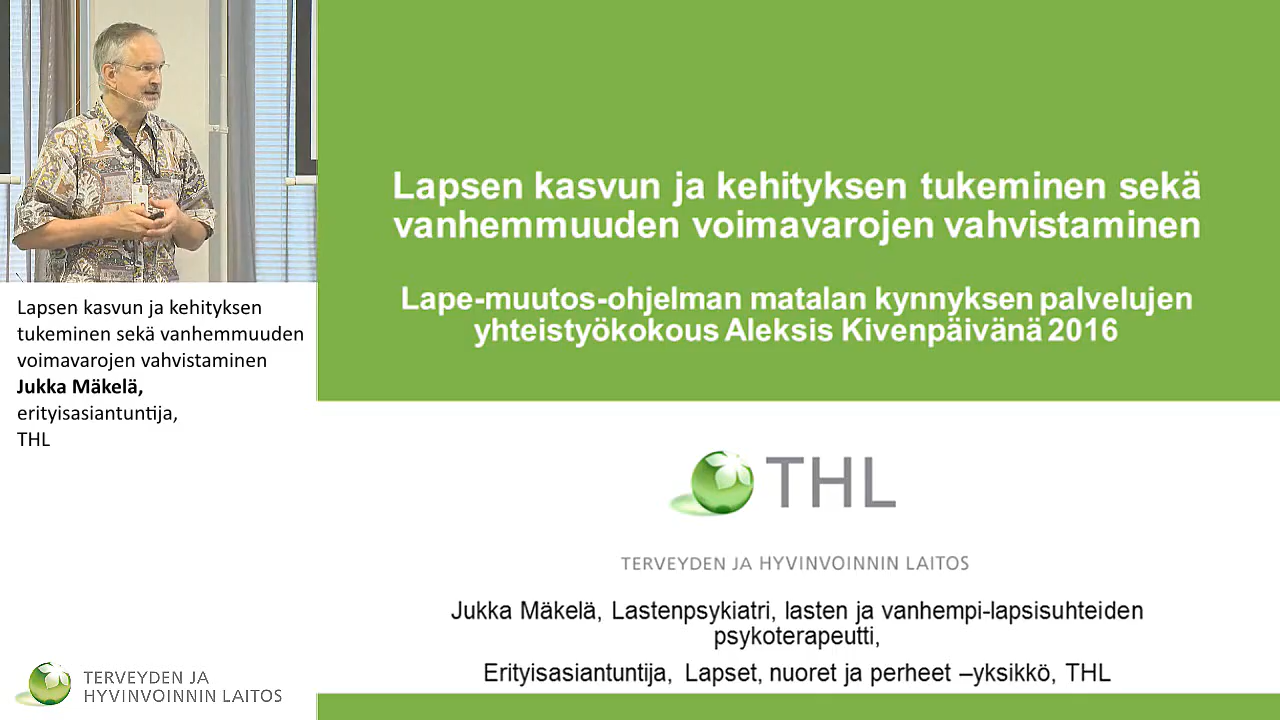 Lapsen kasvun ja kehityksen
tukeminen sekä vanhemmuuden
voimavarojen vahvistaminen
Jukka Mäkelä,
erityisasiantuntija,
THL
TERVEYDEN JA
HYVINVOINNIN LAITOS
Lapsen kasvun ja kehityksen tukeminen sekä
vanhemmuuden voimavarojen vahvistaminen
Lape-muutos-ohjelman matalan kynnyksen palvelujen
yhteistyökokous Aleksis Kivenpäivänä 2016
THL
TERVEYDEN JA HYVINVOINNIN LAITOS
Jukka Mäkelä, Lastenpsykiatri, lasten ja vanhempi-lapsisuhteiden
psykoterapeutti,
Erityisasiantuntija, Lapset, nuoret ja perheet –yksikkö, THL